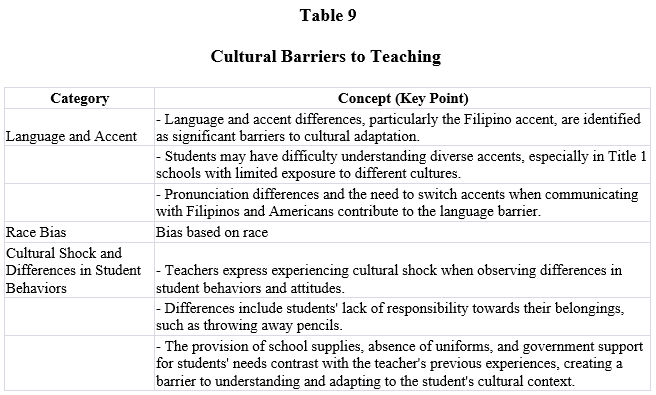 Table 9
Cultural Barriers to Teaching
Category
Concept (Key Point)
Language and Accent
- Language and accent differences, particularly the Filipino accent, are identified
as significant barriers to cultural adaptation.
- Students may have difficulty understanding diverse accents, especially in Title 1
schools with limited exposure to different cultures.
- Pronunciation differences and the need to switch accents when communicating
with Filipinos and Americans contribute to the language barrier.
Race Bias
Bias based on race
Cultural Shock and
Differences in Student
Behaviors
- Teachers express experiencing cultural shock when observing differences in
student behaviors and attitudes.
- Differences include students' lack of responsibility towards their belongings,
such as throwing away pencils.
- The provision of school supplies, absence of uniforms, and government support
for students' needs contrast with the teacher's previous experiences, creating a
barrier to understanding and adapting to the student's cultural context.